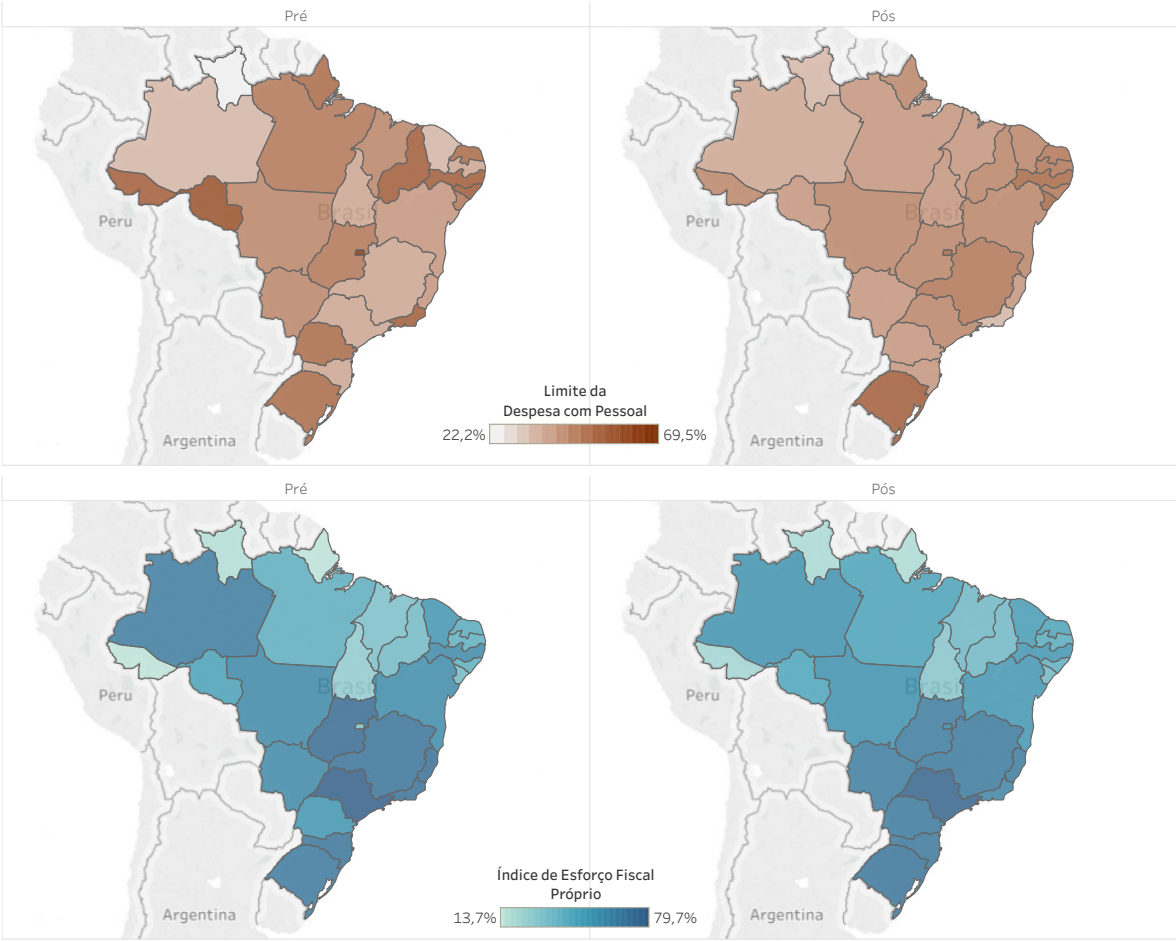 Pré
Pós
Brasil
Peru
Argentina
Brasil
Peru
Argentina
Limite da
Despesa com Pessoal
22,2%
69,5%
Pré
Pós
Brasil
Peru
Argentina
Brasil
Peru
Argentina
Índice de Esforço Fiscal
Próprio
13,7%
79,7%